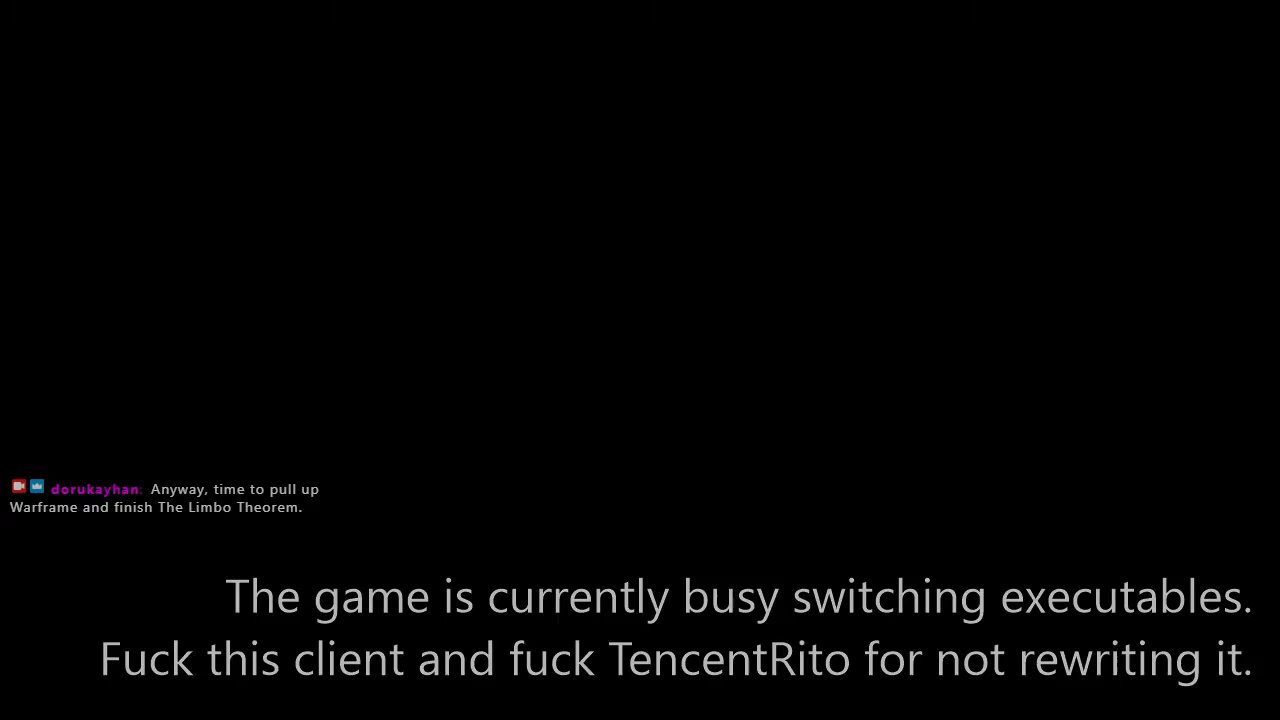 dorukayhan: Anyway, time to pull up
Warframe and finish The Limbo Theorem.
The game is currently busy switching executables.
Fuck this client and fuck TencentRito for not rewriting it.